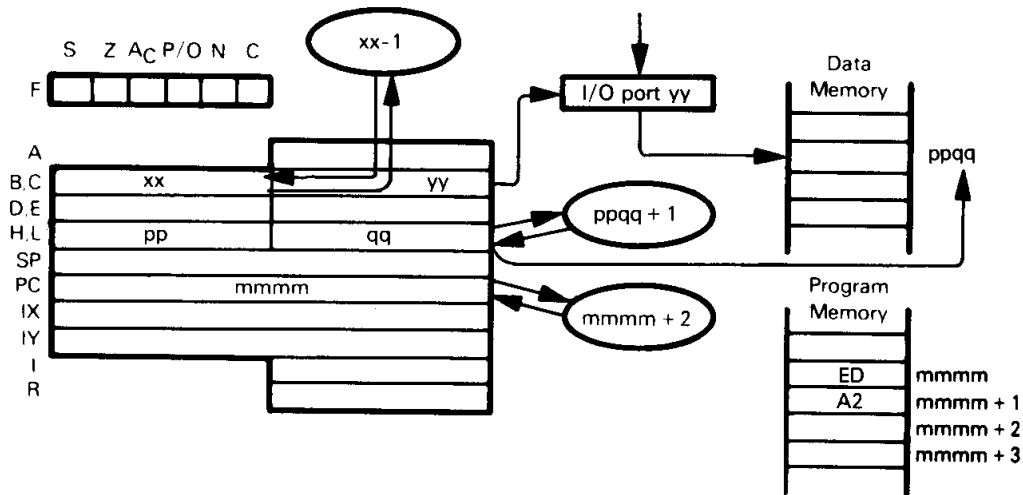 S Z AC P/O N C
F
xx-1
I/O port yy
Data
Memory
ppqq
A
B,C xx yy
D,E
H,L pp qq
ppqq + 1
SP
PC mmmm
mmmm + 2
IX
IY
I
R
Program
Memory
ED mmmm
A2 mmmm + 1
mmmm + 2
mmmm + 3